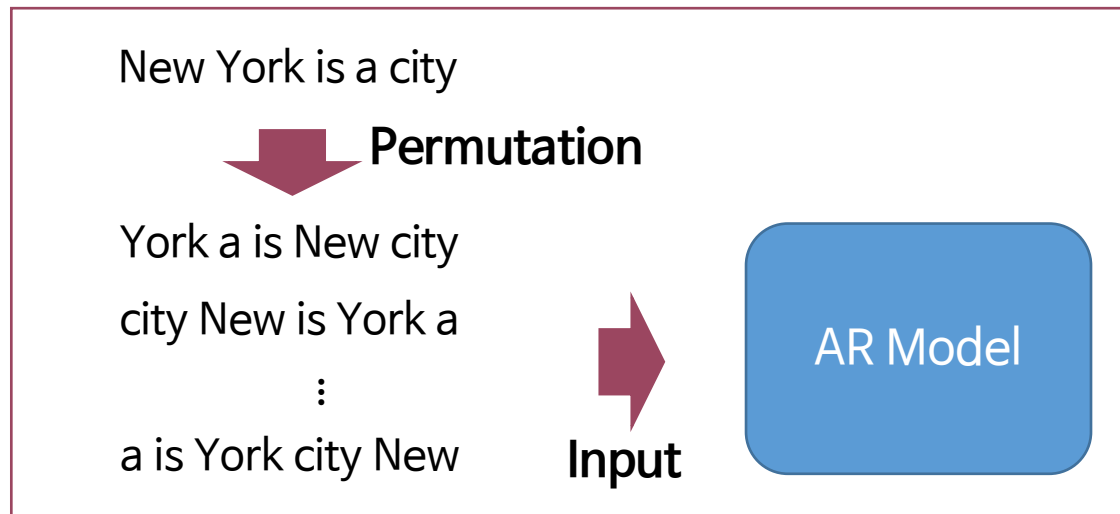 New York is a city
Permutation
York a is New city
city New is York a
⋮
a is York city New
Input
AR Model